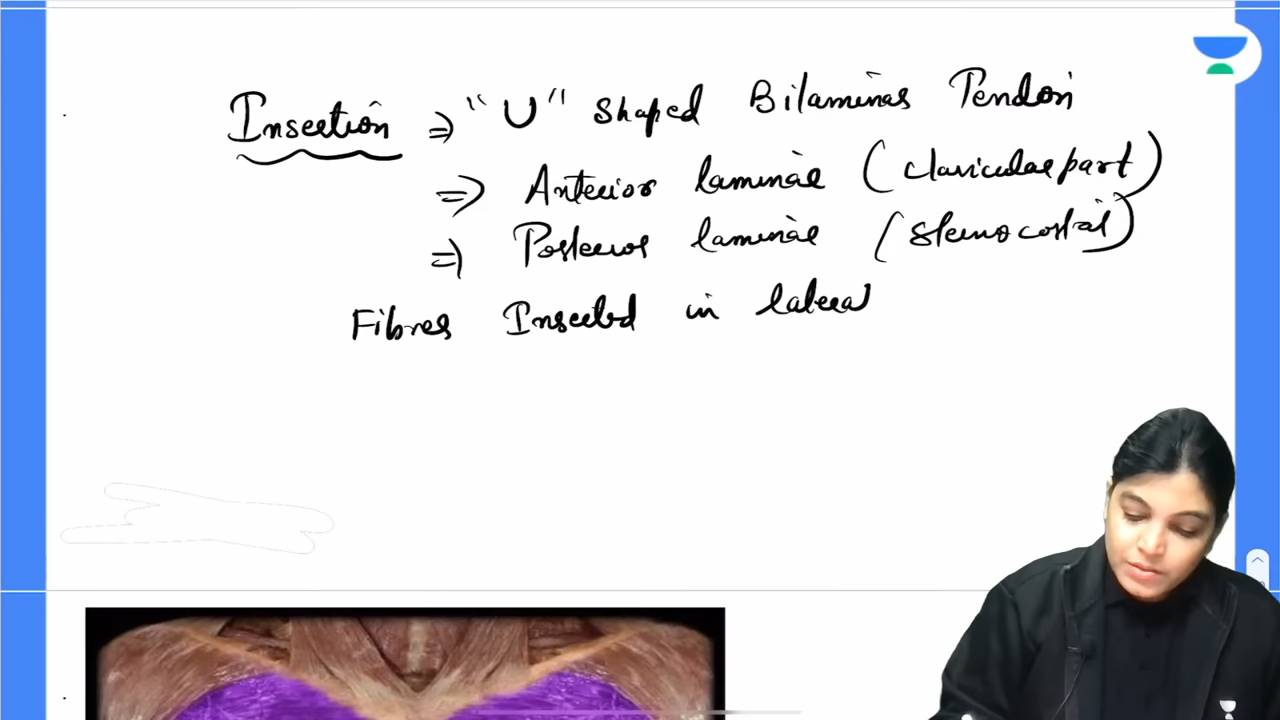 Insertion ⇒ "U" shaped Bilaminar Tendon
⇒ Anterior laminae (clavicular part)
⇒ Posterior laminae (sternocostal)
Fibres Inserted in lateral